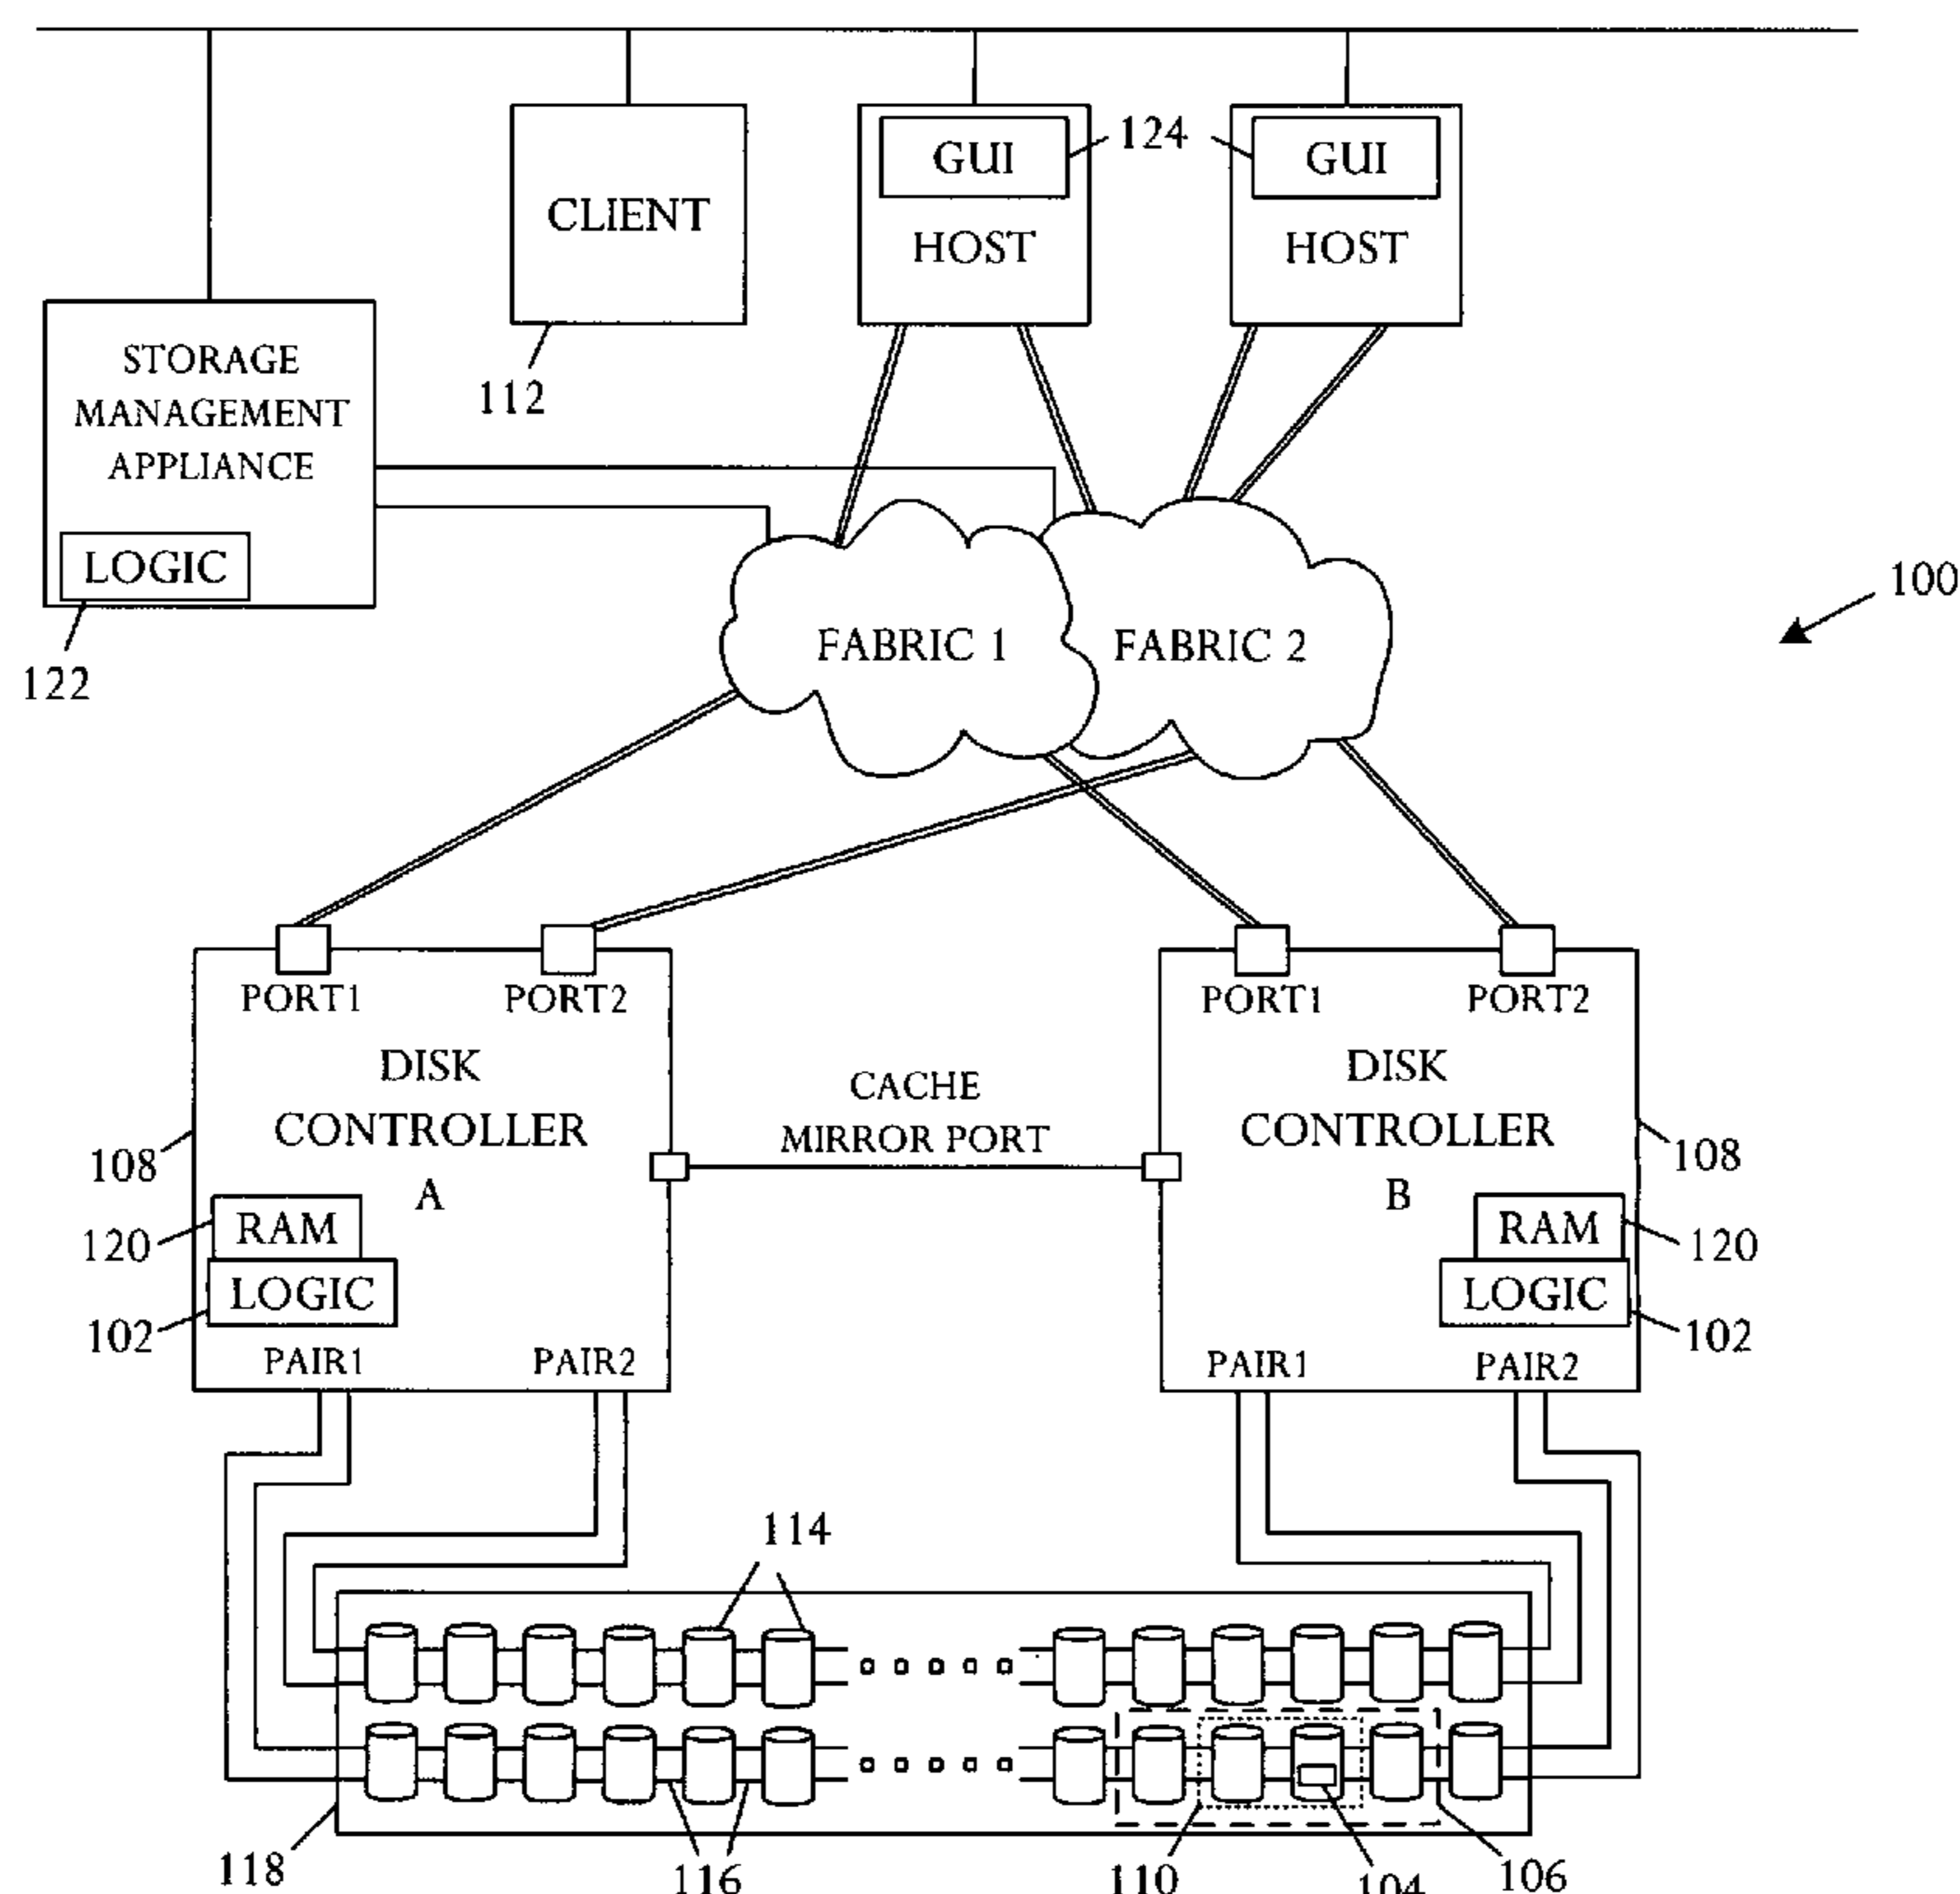 GUI
124
GUI
CLIENT
HOST
HOST
STORAGE
MANAGEMENT
APPLIANCE
112
LOGIC
122
100
FABRIC 1
FABRIC 2
PORT1
PORT2
PORT1
PORT2
DISK
CONTROLLER
A
CACHE
MIRROR PORT
DISK
CONTROLLER
B
108
108
RAM
120
RAM
120
LOGIC
102
LOGIC
102
PAIR1
PAIR2
PAIR1
PAIR2
114
118
116
110
104
106